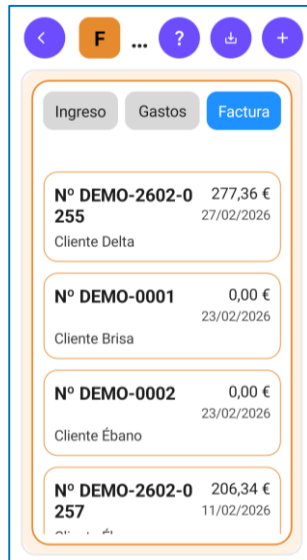 F ... ?
Ingreso Gastos Factura
Nº DEMO-2602-0 277,36 €
255 27/02/2026
Cliente Delta
Nº DEMO-0001 0,00 €
23/02/2026
Cliente Brisa
Nº DEMO-0002 0,00 €
23/02/2026
Cliente Ébano
Nº DEMO-2602-0 206,34 €
257 11/02/2026